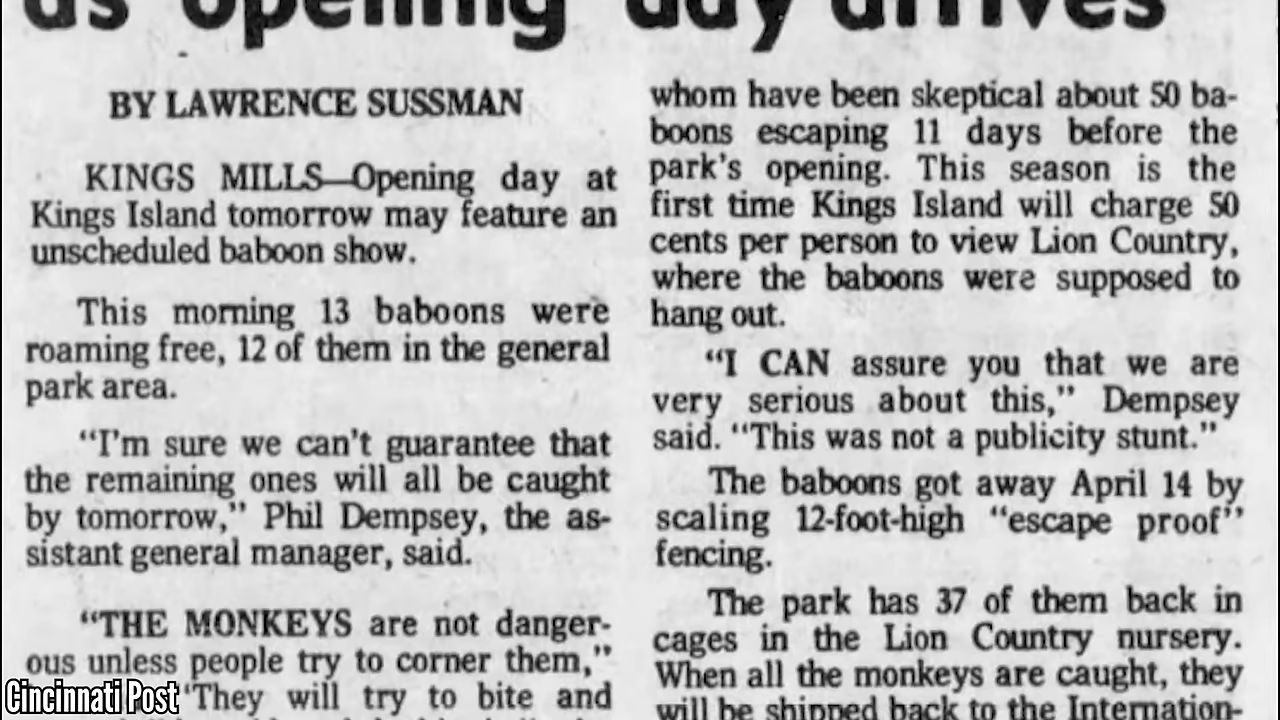 as opening day arrives
BY LAWRENCE SUSSMAN
KINGS MILLS—Opening day at
Kings Island tomorrow may feature an
unscheduled baboon show.
This morning 13 baboons were
roaming free, 12 of them in the general
park area.
"I'm sure we can't guarantee that
the remaining ones will all be caught
by tomorrow," Phil Dempsey, the as-
sistant general manager, said.
"THE MONKEYS are not danger-
ous unless people try to corner them,"
'They will try to bite and
whom have been skeptical about 50 ba-
boons escaping 11 days before the
park's opening. This season is the
first time Kings Island will charge 50
cents per person to view Lion Country,
where the baboons were supposed to
hang out.
"I CAN assure you that we are
very serious about this," Dempsey
said. "This was not a publicity stunt."
The baboons got away April 14 by
scaling 12-foot-high "escape proof"
fencing.
The park has 37 of them back in
cages in the Lion Country nursery.
When all the monkeys are caught, they
will be shipped back to the Internation-
Cincinnati Post